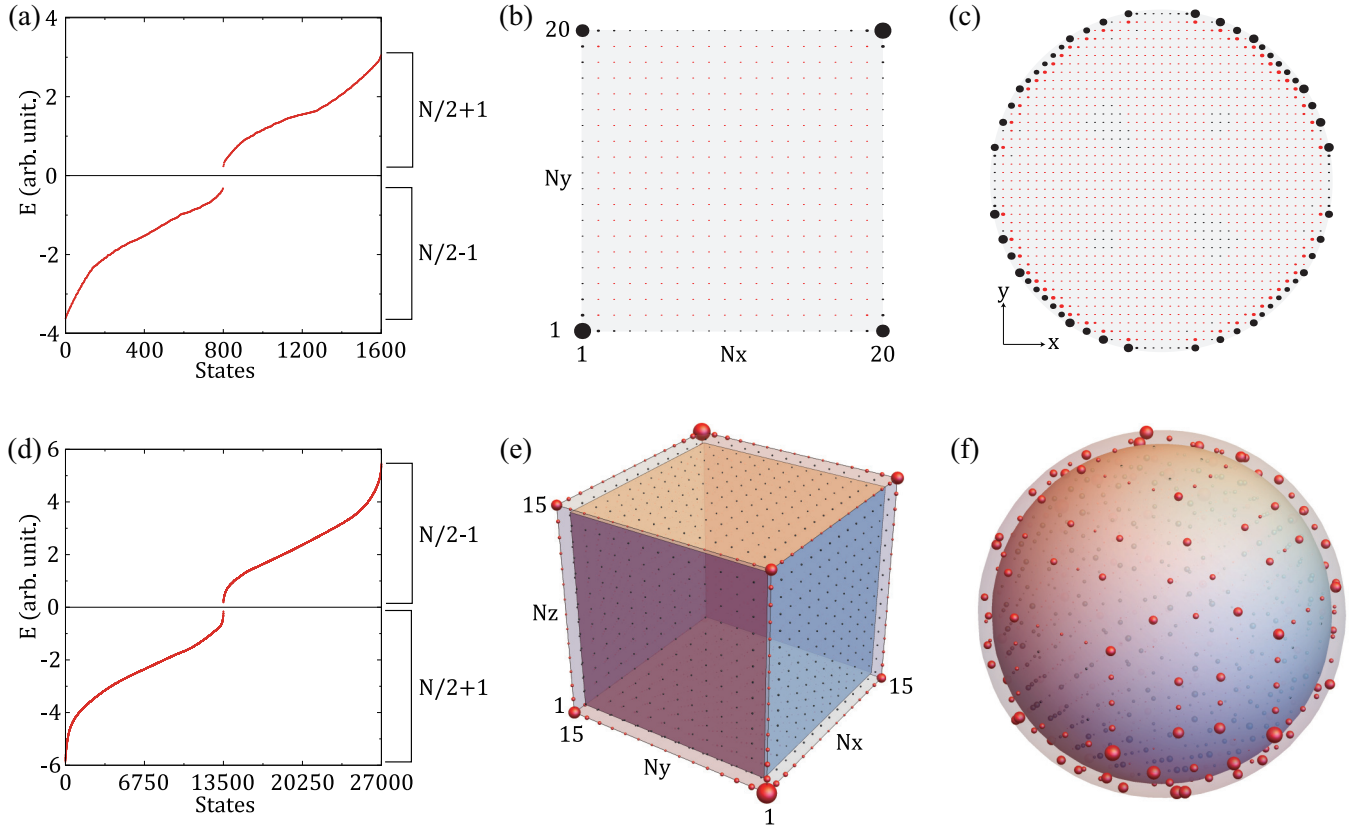 (a)
4
2
0
-2
-4
E (arb. unit.)
0 400 800 1200 1600
States
N/2+1
N/2-1
(b)
20
Ny
1
1 Nx 20
(c)
y
x
(d)
6
4
2
0
-2
-4
-6
E (arb. unit.)
0 6750 13500 20250 27000
States
N/2-1
N/2+1
(e)
15
Nz
1
15
Ny
1
Nx
15
(f)